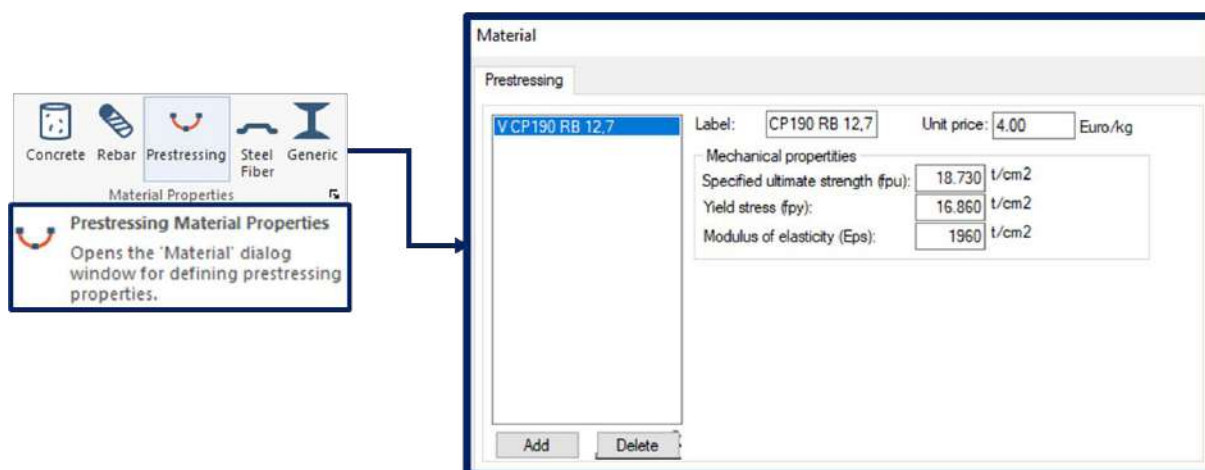 Concrete Rebar Prestressing Steel Fiber Generic
Material Properties
Prestressing Material Properties
Opens the 'Material' dialog
window for defining prestressing
properties.
Material
Prestressing
V CP190 RB 12,7
Label: CP190 RB 12,7 Unit price: 4.00 Euro/kg
Mechanical propertities
Specified ultimate strength (fpu): 18.730 t/cm2
Yield stress (fpy): 16.860 t/cm2
Modulus of elasticity (Eps): 1960 t/cm2
Add Delete